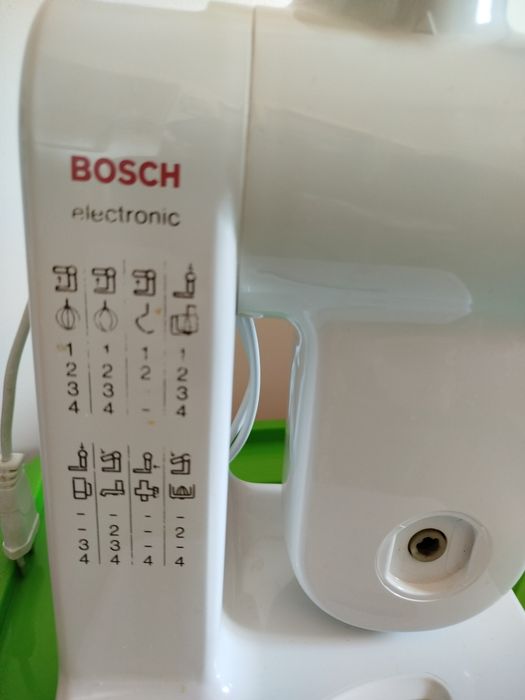 BOSCH
electronic
1 1 1 1
2 2 2 2
3 3 - 3
4 4 - 4
- - - -
- 2 - 2
3 3 - -
4 4 4 4